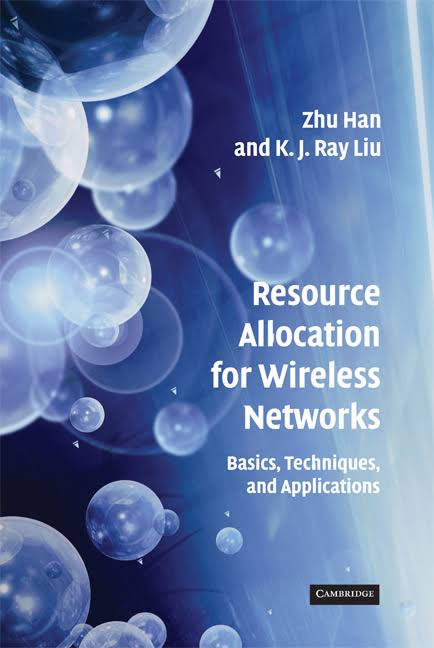 Zhu Han
and K. J. Ray Liu
Resource
Allocation
for Wireless
Networks
Basics, Techniques,
and Applications
CAMBRIDGE